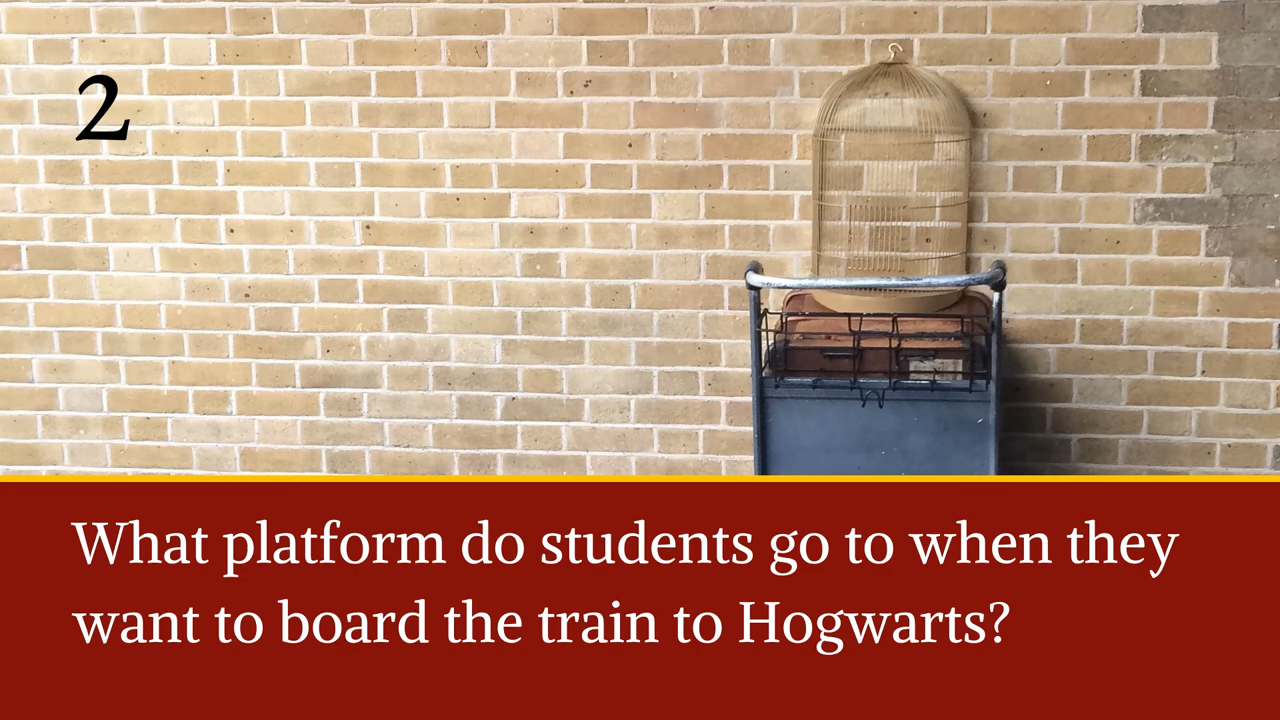 2
What platform do students go to when they
want to board the train to Hogwarts?